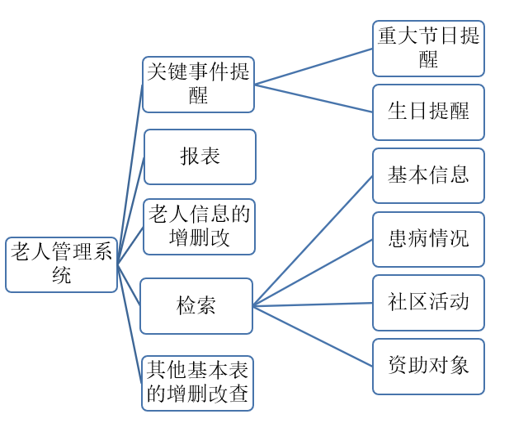 老人管理系
统
关键事件提
醒
报表
老人信息的
增删改
检索
其他基本表
的增删改查
重大节日提
醒
生日提醒
基本信息
患病情况
社区活动
资助对象